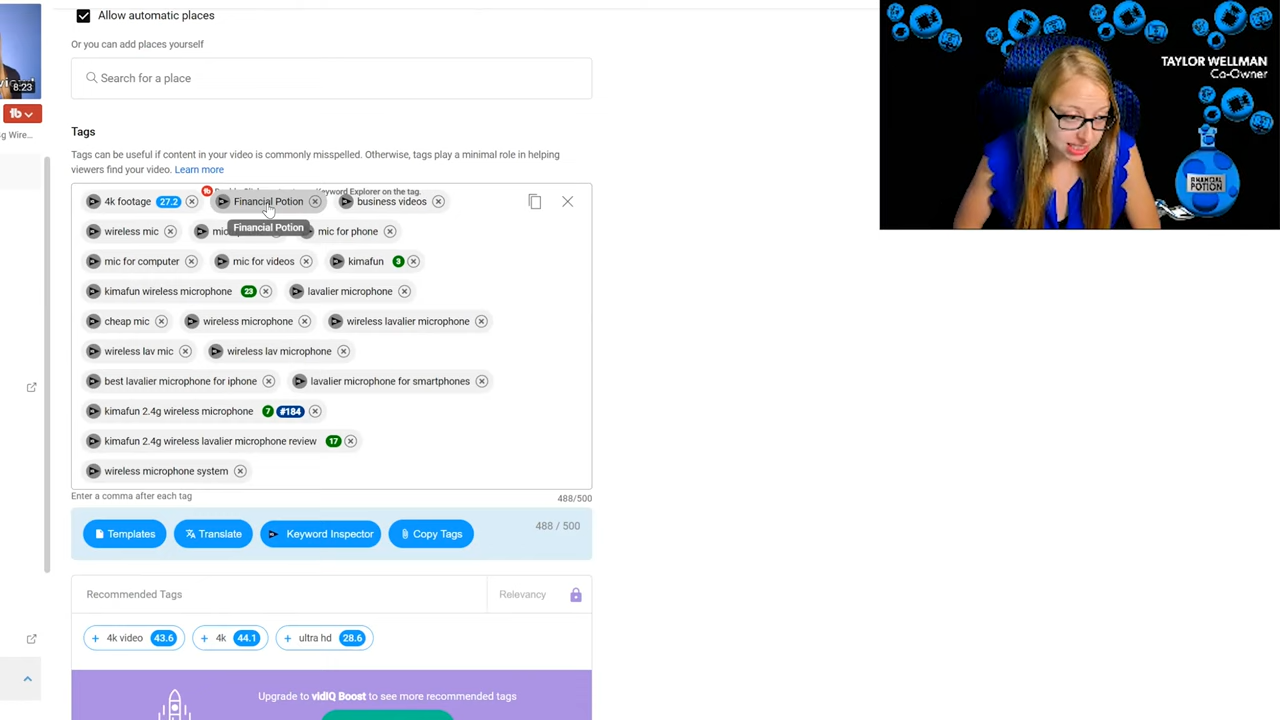 Allow automatic places
Or you can add places yourself
Search for a place
8:23
tb
g Wire...
Tags
Tags can be useful if content in your video is commonly misspelled. Otherwise, tags play a minimal role in helping
viewers find your video. Learn more
Keyword Explorer on the tag.
4k footage 27.2 Financial Potion business videos
Financial Potion
wireless mic mic for phone
mic for computer mic for videos kimafun 3
kimafun wireless microphone 23 lavalier microphone
cheap mic wireless microphone wireless lavalier microphone
wireless lav mic wireless lav microphone
best lavalier microphone for iphone lavalier microphone for smartphones
kimafun 2.4g wireless microphone 7 #184
kimafun 2.4g wireless lavalier microphone review 17
wireless microphone system
Enter a comma after each tag 488/500
Templates Translate Keyword Inspector Copy Tags 488 / 500
Recommended Tags Relevancy
+ 4k video 43.6 + 4k 44.1 + ultra hd 28.6
Upgrade to vidIQ Boost to see more recommended tags
TAYLOR WELLMAN
Co-Owner
FINANCIAL
POTION